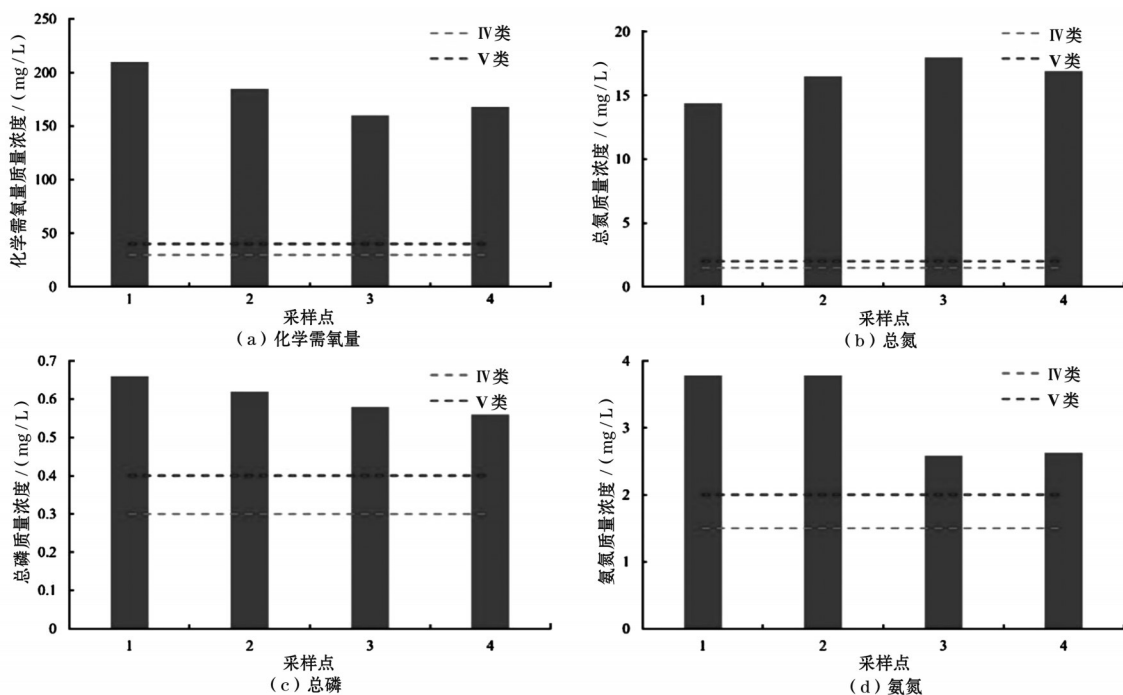 化学需氧量质量浓度/(mg/L)
250
200
150
100
50
0
IV类
V类
1 2 3 4
采样点
(a)化学需氧量
总氮质量浓度/(mg/L)
20
15
10
5
0
IV类
V类
1 2 3 4
采样点
(b)总氮
总磷质量浓度/(mg/L)
0.7
0.6
0.5
0.4
0.3
0.2
0.1
0
IV类
V类
1 2 3 4
采样点
(c)总磷
氨氮质量浓度/(mg/L)
4
3
2
1
0
IV类
V类
1 2 3 4
采样点
(d)氨氮